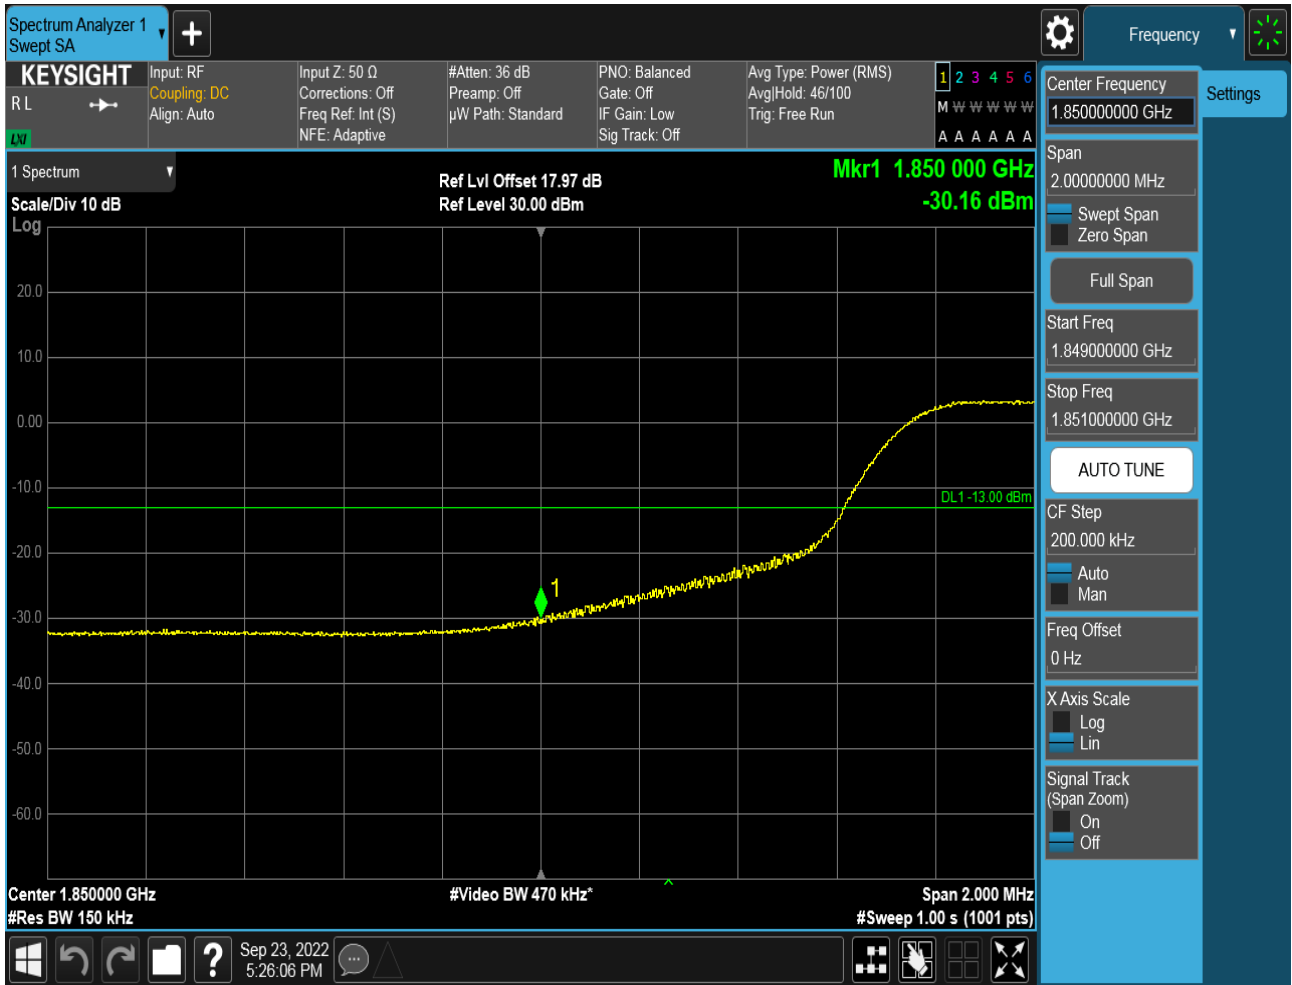 Spectrum Analyzer 1
Swept SA
Frequency
KEYSIGHT
R L
LXI
Input: RF
Coupling: DC
Align: Auto
Input Z: 50 Ω
Corrections: Off
Freq Ref: Int (S)
NFE: Adaptive
#Atten: 36 dB
Preamp: Off
µW Path: Standard
PNO: Balanced
Gate: Off
IF Gain: Low
Sig Track: Off
Avg Type: Power (RMS)
Avg|Hold: 46/100
Trig: Free Run
1 2 3 4 5 6
M W W W W W
A A A A A A
1 Spectrum
Scale/Div 10 dB
Log
Ref Lvl Offset 17.97 dB
Ref Level 30.00 dBm
Mkr1 1.850 000 GHz
-30.16 dBm
20.0
10.0
0.00
-10.0
DL1 -13.00 dBm
-20.0
1
-30.0
-40.0
-50.0
-60.0
Center 1.850000 GHz
#Video BW 470 kHz*
Span 2.000 MHz
#Res BW 150 kHz
#Sweep 1.00 s (1001 pts)
Center Frequency
1.850000000 GHz
Settings
Span
2.00000000 MHz
Swept Span
Zero Span
Full Span
Start Freq
1.849000000 GHz
Stop Freq
1.851000000 GHz
AUTO TUNE
CF Step
200.000 kHz
Auto
Man
Freq Offset
0 Hz
X Axis Scale
Log
Lin
Signal Track
(Span Zoom)
On
Off
?
Sep 23, 2022
5:26:06 PM